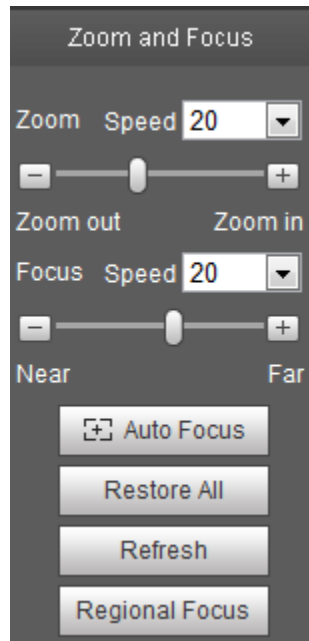 Zoom and Focus
Zoom Speed 20
Zoom out Zoom in
Focus Speed 20
Near Far
Auto Focus
Restore All
Refresh
Regional Focus